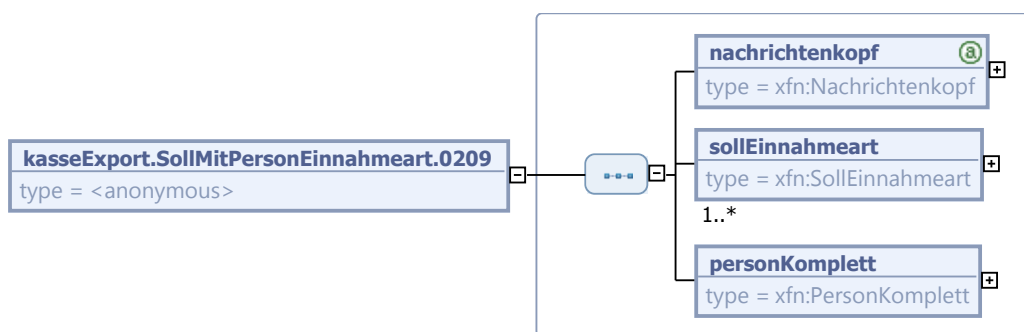 nachrichtenkopf
type = xfn:Nachrichtenkopf
kasseExport.SollMitPersonEinnahmeart.0209
type = <anonymous>
sollEinnahmeart
type = xfn:SollEinnahmeart
1..*
personKomplett
type = xfn:PersonKomplett